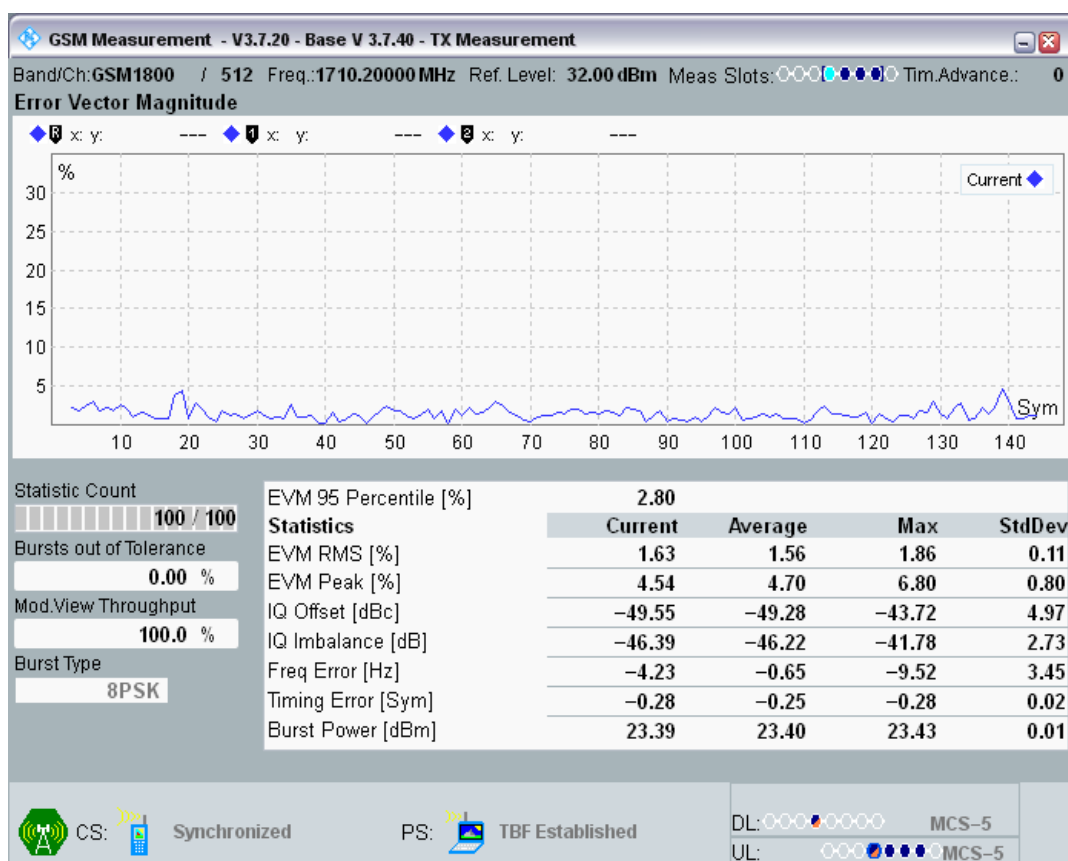 GSM Measurement - V3.7.20 - Base V 3.7.40 - TX Measurement
Band/Ch:GSM1800 / 512 Freq.:1710.20000 MHz Ref. Level: 32.00 dBm Meas Slots: Tim.Advance.: 0
Error Vector Magnitude
R x: y: --- 1 x: y: --- 2 x: y: ---
%
Current
30
25
20
15
10
5
Sym
10 20 30 40 50 60 70 80 90 100 110 120 130 140
Statistic Count
100 / 100
Bursts out of Tolerance
0.00 %
Mod.View Throughput
100.0 %
Burst Type
8PSK
EVM 95 Percentile [%] 2.80
Statistics Current Average Max StdDev
EVM RMS [%] 1.63 1.56 1.86 0.11
EVM Peak [%] 4.54 4.70 6.80 0.80
IQ Offset [dBc] −49.55 −49.28 −43.72 4.97
IQ Imbalance [dB] −46.39 −46.22 −41.78 2.73
Freq Error [Hz] −4.23 −0.65 −9.52 3.45
Timing Error [Sym] −0.28 −0.25 −0.28 0.02
Burst Power [dBm] 23.39 23.40 23.43 0.01
CS: Synchronized PS: TBF Established
DL: MCS−5
UL: MCS−5